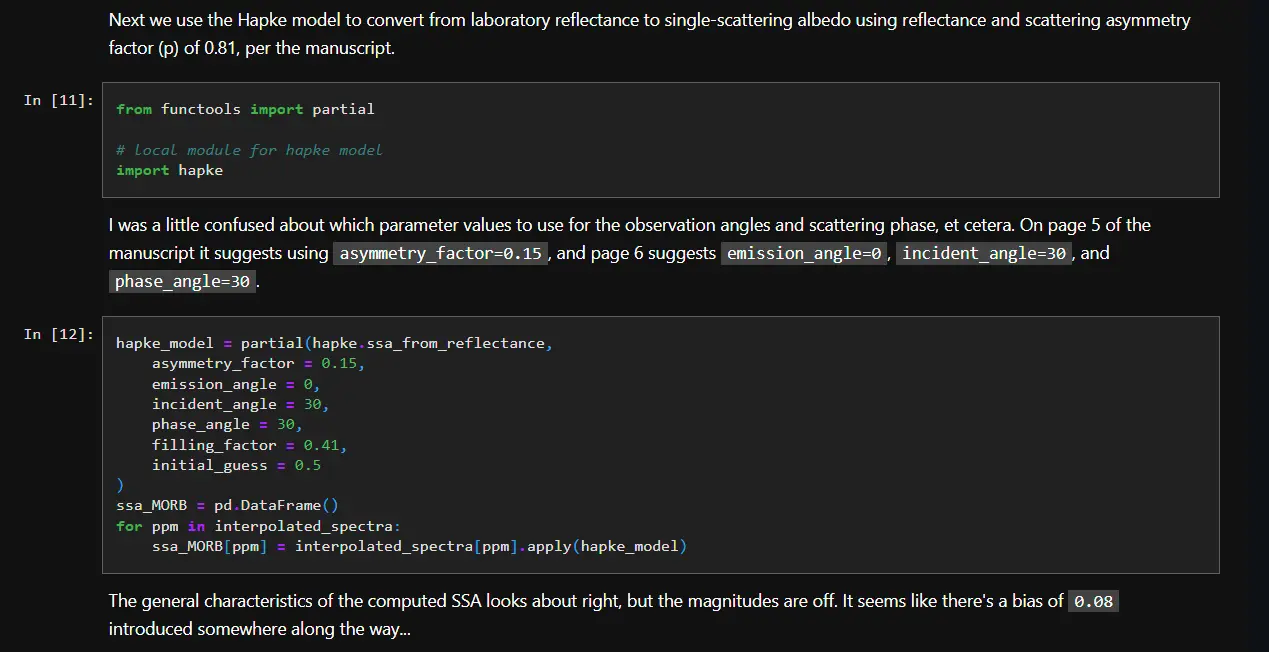 Next we use the Hapke model to convert from laboratory reflectance to single-scattering albedo using reflectance and scattering asymmetry
factor (p) of 0.81, per the manuscript.
In [11]:
from functools import partial
# Local module for hapke model
import hapke
I was a little confused about which parameter values to use for the observation angles and scattering phase, et cetera. On page 5 of the
manuscript it suggests using asymmetry_factor=0.15, and page 6 suggests emission_angle=0, incident_angle=30, and
phase_angle=30.
In [12]:
hapke_model = partial(hapke.ssa_from_reflectance,
    asymmetry_factor = 0.15,
    emission_angle = 0,
    incident_angle = 30,
    phase_angle = 30,
    filling_factor = 0.41,
    initial_guess = 0.5
)
ssa_MORB = pd.DataFrame()
for ppm in interpolated_spectra:
    ssa_MORB[ppm] = interpolated_spectra[ppm].apply(hapke_model)
The general characteristics of the computed SSA looks about right, but the magnitudes are off. It seems like there's a bias of 0.08
introduced somewhere along the way...